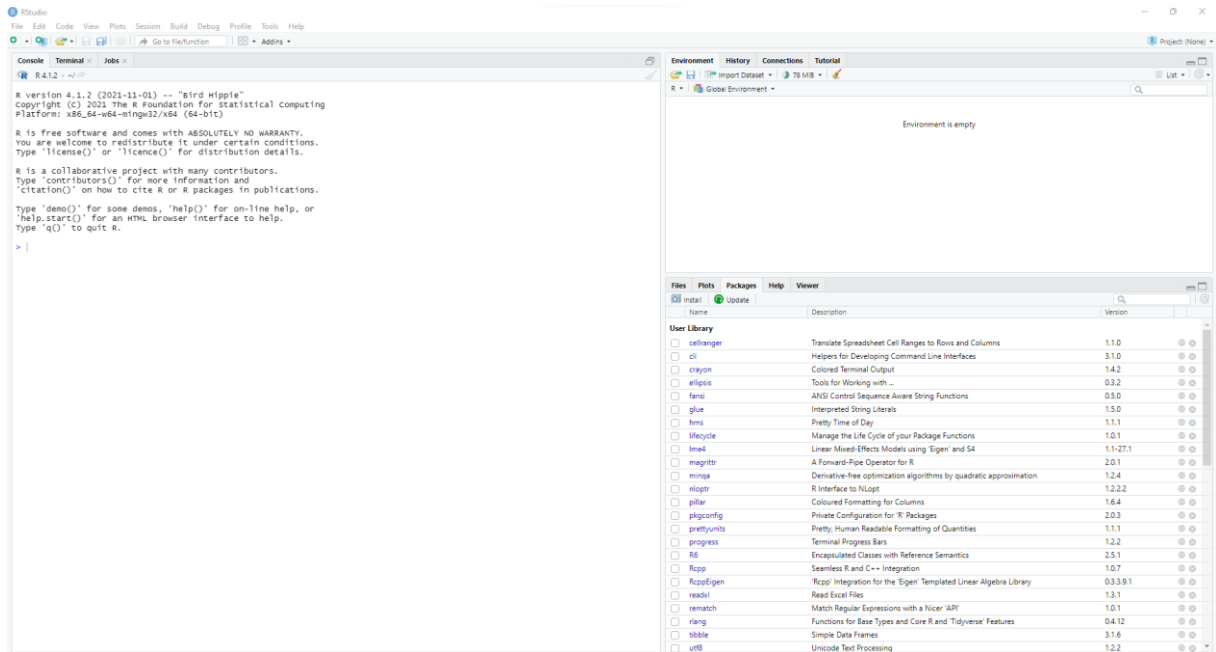 RStudio
File Edit Code View Plots Session Build Debug Profile Tools Help
Go to file/function Addins Project: (None)
Console Terminal Jobs
R 4.1.2 · ~/
R version 4.1.2 (2021-11-01) -- "Bird Hippie"
Copyright (C) 2021 The R Foundation for Statistical Computing
Platform: x86_64-w64-mingw32/x64 (64-bit)
R is free software and comes with ABSOLUTELY NO WARRANTY.
You are welcome to redistribute it under certain conditions.
Type 'license()' or 'licence()' for distribution details.
R is a collaborative project with many contributors.
Type 'contributors()' for more information and
'citation()' on how to cite R or R packages in publications.
Type 'demo()' for some demos, 'help()' for on-line help, or
'help.start()' for an HTML browser interface to help.
Type 'q()' to quit R.
>
Environment History Connections Tutorial
Import Dataset 76 MiB List
R Global Environment
Environment is empty
Files Plots Packages Help Viewer
Install Update
Name Description Version
User Library
cellranger Translate Spreadsheet Cell Ranges to Rows and Columns 1.1.0
cli Helpers for Developing Command Line Interfaces 3.1.0
crayon Colored Terminal Output 1.4.2
ellipsis Tools for Working with ... 0.3.2
fansi ANSI Control Sequence Aware String Functions 0.5.0
glue Interpreted String Literals 1.5.0
hms Pretty Time of Day 1.1.1
lifecycle Manage the Life Cycle of your Package Functions 1.0.1
lme4 Linear Mixed-Effects Models using 'Eigen' and S4 1.1-27.1
magrittr A Forward-Pipe Operator for R 2.0.1
minqa Derivative-free optimization algorithms by quadratic approximation 1.2.4
nloptr R Interface to NLopt 1.2.2.2
pillar Coloured Formatting for Columns 1.6.4
pkgconfig Private Configuration for 'R' Packages 2.0.3
prettyunits Pretty, Human Readable Formatting of Quantities 1.1.1
progress Terminal Progress Bars 1.2.2
R6 Encapsulated Classes with Reference Semantics 2.5.1
Rcpp Seamless R and C++ Integration 1.0.7
RcppEigen 'Rcpp' Integration for the 'Eigen' Templated Linear Algebra Library 0.3.3.9.1
readxl Read Excel Files 1.3.1
rematch Match Regular Expressions with a Nicer 'API' 1.0.1
rlang Functions for Base Types and Core R and 'Tidyverse' Features 0.4.12
tibble Simple Data Frames 3.1.6
utf8 Unicode Text Processing 1.2.2